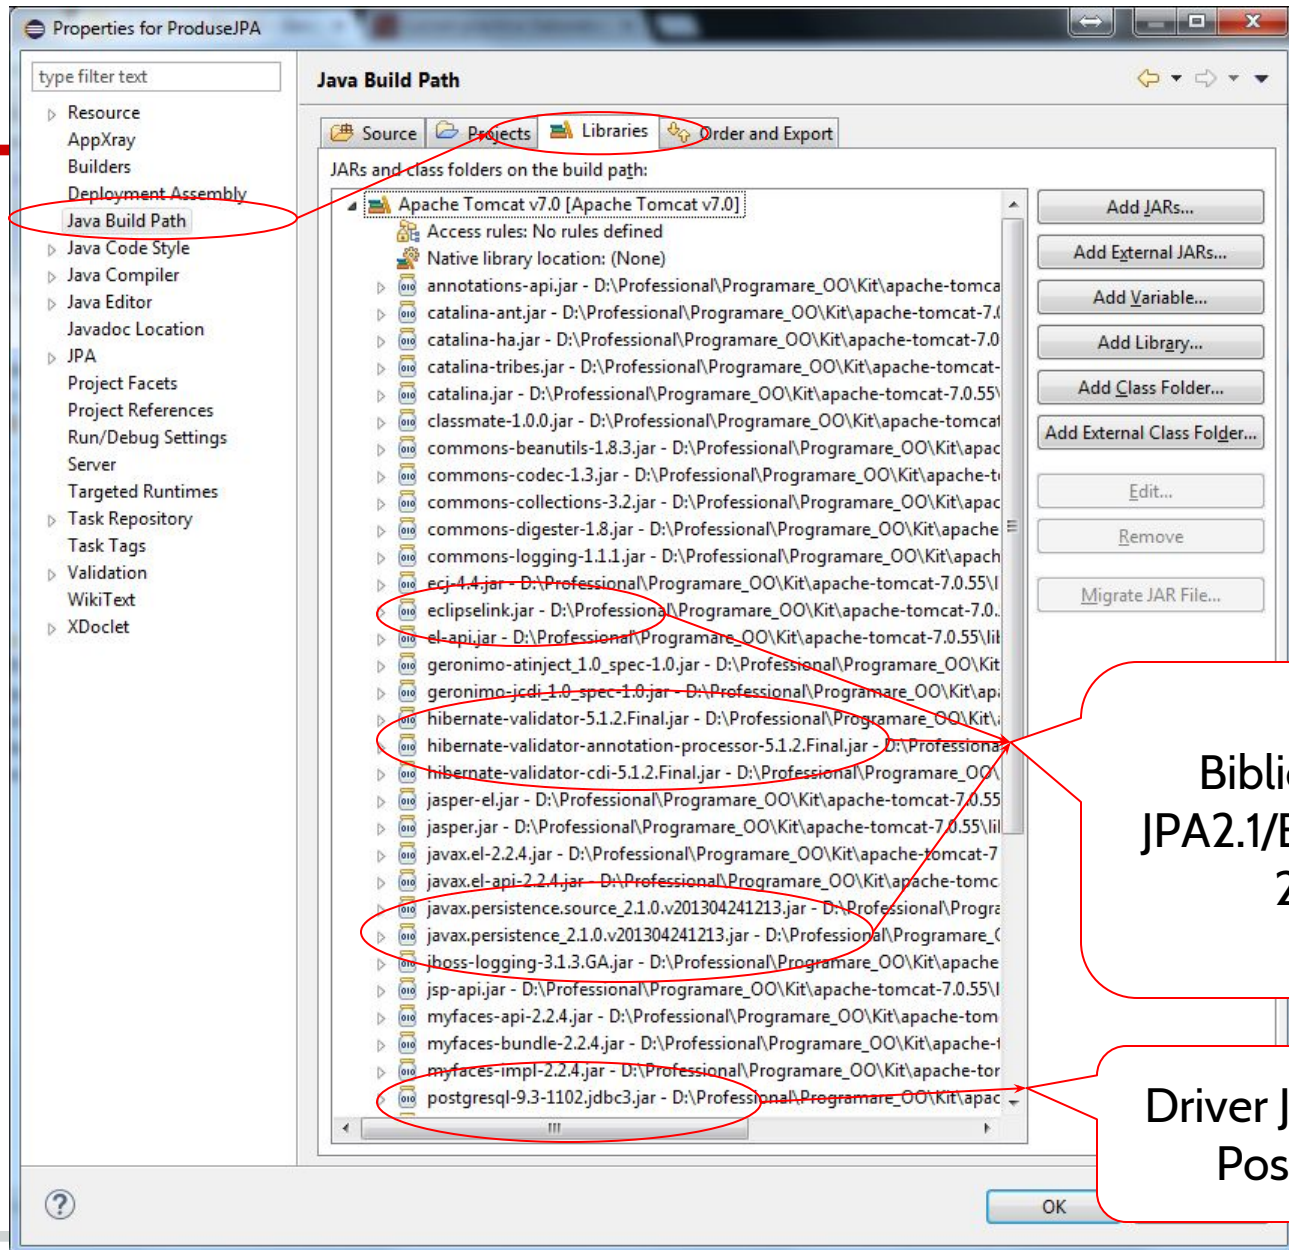 Properties for ProduseJPA
type filter text
Resource
AppXray
Builders
Deployment Assembly
Java Build Path
Java Code Style
Java Compiler
Java Editor
Javadoc Location
JPA
Project Facets
Project References
Run/Debug Settings
Server
Targeted Runtimes
Task Repository
Task Tags
Validation
WikiText
XDoclet
Java Build Path
Source Projects Libraries Order and Export
JARs and class folders on the build path:
Apache Tomcat v7.0 [Apache Tomcat v7.0]
Access rules: No rules defined
Native library location: (None)
annotations-api.jar - D:\Professional\Programare_OO\Kit\apache-tomca
catalina-ant.jar - D:\Professional\Programare_OO\Kit\apache-tomcat-7.0
catalina-ha.jar - D:\Professional\Programare_OO\Kit\apache-tomcat-7.0
catalina-tribes.jar - D:\Professional\Programare_OO\Kit\apache-tomcat-
catalina.jar - D:\Professional\Programare_OO\Kit\apache-tomcat-7.0.55\
classmate-1.0.0.jar - D:\Professional\Programare_OO\Kit\apache-tomcat
commons-beanutils-1.8.3.jar - D:\Professional\Programare_OO\Kit\apac
commons-codec-1.3.jar - D:\Professional\Programare_OO\Kit\apache-t
commons-collections-3.2.jar - D:\Professional\Programare_OO\Kit\apac
commons-digester-1.8.jar - D:\Professional\Programare_OO\Kit\apache
commons-logging-1.1.1.jar - D:\Professional\Programare_OO\Kit\apach
ecj-4.4.jar - D:\Professional\Programare_OO\Kit\apache-tomcat-7.0.55\l
eclipselink.jar - D:\Professional\Programare_OO\Kit\apache-tomcat-7.0.
el-api.jar - D:\Professional\Programare_OO\Kit\apache-tomcat-7.0.55\lib
geronimo-atinject_1.0_spec-1.0.jar - D:\Professional\Programare_OO\Kit
geronimo-jcdi_1.0_spec-1.0.jar - D:\Professional\Programare_OO\Kit\apa
hibernate-validator-5.1.2.Final.jar - D:\Professional\Programare_OO\Kit\
hibernate-validator-annotation-processor-5.1.2.Final.jar - D:\Professiona
hibernate-validator-cdi-5.1.2.Final.jar - D:\Professional\Programare_OO\
jasper-el.jar - D:\Professional\Programare_OO\Kit\apache-tomcat-7.0.55
jasper.jar - D:\Professional\Programare_OO\Kit\apache-tomcat-7.0.55\lil
javax.el-2.2.4.jar - D:\Professional\Programare_OO\Kit\apache-tomcat-7
javax.el-api-2.2.4.jar - D:\Professional\Programare_OO\Kit\apache-tomc
javax.persistence.source_2.1.0.v201304241213.jar - D:\Professional\Progra
javax.persistence_2.1.0.v201304241213.jar - D:\Professional\Programare_(
jboss-logging-3.1.3.GA.jar - D:\Professional\Programare_OO\Kit\apache
jsp-api.jar - D:\Professional\Programare_OO\Kit\apache-tomcat-7.0.55\l
myfaces-api-2.2.4.jar - D:\Professional\Programare_OO\Kit\apache-tom
myfaces-bundle-2.2.4.jar - D:\Professional\Programare_OO\Kit\apache-t
myfaces-impl-2.2.4.jar - D:\Professional\Programare_OO\Kit\apache-tor
postgresql-9.3-1102.jdbc3.jar - D:\Professional\Programare_OO\Kit\apac
Add JARs...
Add External JARs...
Add Variable...
Add Library...
Add Class Folder...
Add External Class Folder...
Edit...
Remove
Migrate JAR File...
Bibli
JPA2.1/E
2
Driver J
Pos
OK